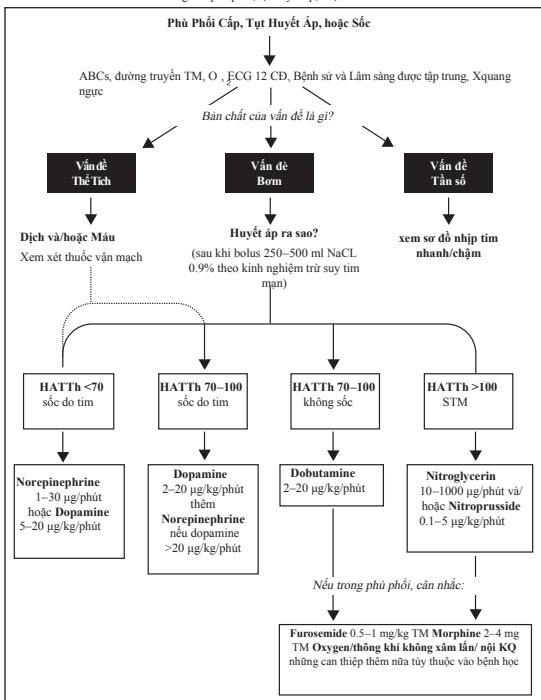 Phù Phổi Cấp, Tụt Huyết Áp, hoặc Sốc
ABCs, đường truyền TM, O₂, ECG 12 CĐ, Bệnh sử và Lâm sàng được tập trung, Xquang
ngực
Bản chất của vấn đề là gì?
Vấn đề
Thể Tích
Vấn đè
Bơm
Vấn đề
Tần số
Dịch và/hoặc Máu
Xem xét thuốc vận mạch
Huyết áp ra sao?
(sau khi bolus 250–500 ml NaCL
0.9% theo kinh nghiệm trừ suy tim
mạn)
xem sơ đồ nhịp tim
nhanh/chậm
HATTh <70
sốc do tim
HATTh 70–100
sốc do tim
HATTh 70–100
không sốc
HATTh >100
STM
Norepinephrine
1–30 µg/phút
hoặc Dopamine
5–20 µg/kg/phút
Dopamine
2–20 µg/kg/phút
thêm
Norepinephrine
nếu dopamine
>20 µg/kg/phút
Dobutamine
2–20 µg/kg/phút
Nitroglycerin
10–1000 µg/phút và/
hoặc Nitroprusside
0.1–5 µg/kg/phút
Nếu trong phù phổi, cân nhắc:
Furosemide 0.5–1 mg/kg TM Morphine 2–4 mg
TM Oxygen/thông khí không xâm lấn/ nội KQ
những can thiệp thêm nữa tùy thuộc vào bệnh học